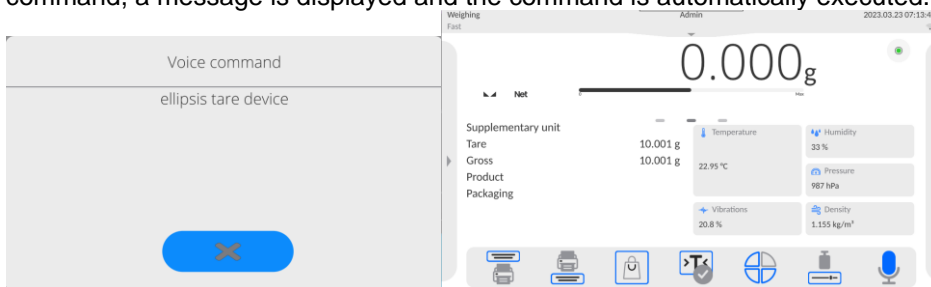 command, a message is displayed and the command is automatically executed.
Voice command
ellipsis tare device
Weighing Admin 2023.03.23 07:13:4
Fast
0.000g
Net 0 Max
Supplementary unit
Tare 10.001 g
Gross 10.001 g
Product
Packaging
Temperature
22.95 °C
Humidity
33 %
Pressure
987 hPa
Vibrations
20.8 %
Density
1.155 kg/m³
>T<